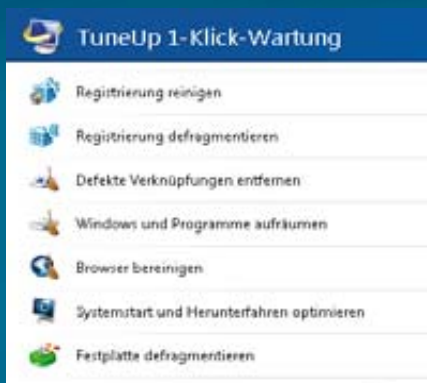 TuneUp 1-Klick-Wartung
Registrierung reinigen
Registrierung defragmentieren
Defekte Verknüpfungen entfernen
Windows und Programme aufräumen
Browser bereinigen
Systemstart und Herunterfahren optimieren
Festplatte defragmentieren